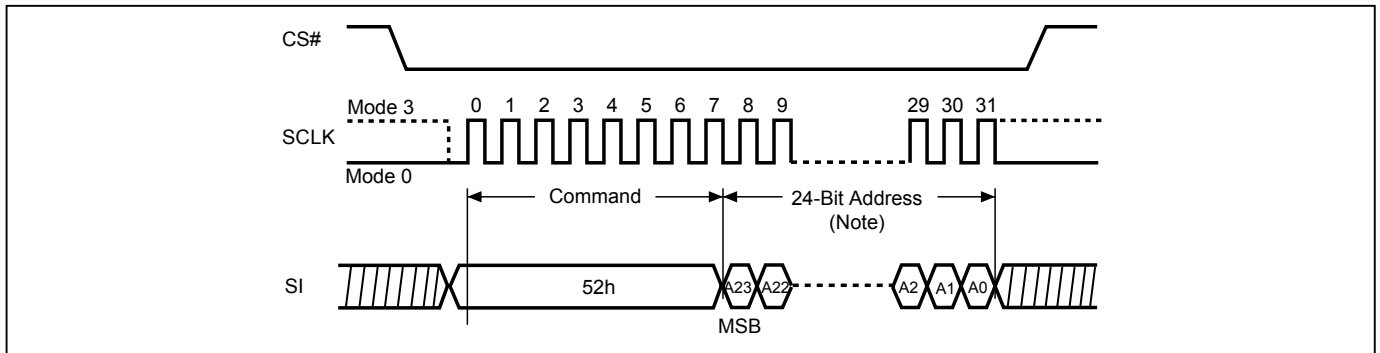 CS#
Mode 3
0 1 2 3 4 5 6 7 8 9 29 30 31
SCLK
Mode 0
Command
24-Bit Address
(Note)
SI
52h
A23 A22 A2 A1 A0
MSB